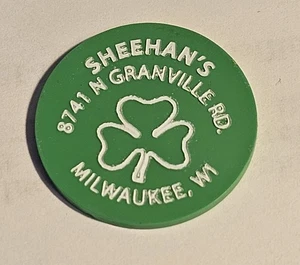 SHEEHAN'S
8741 N GRANVILLE RD.
MILWAUKEE, WI